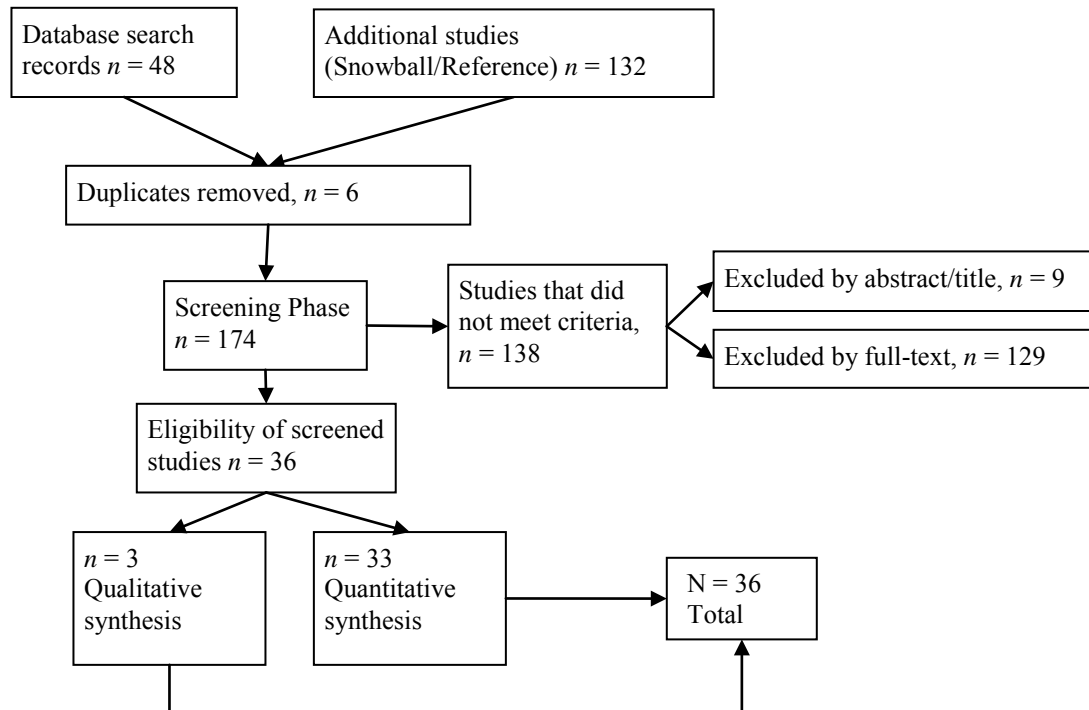 Database search
records n = 48
Additional studies
(Snowball/Reference) n = 132
Duplicates removed, n = 6
Screening Phase
n = 174
Studies that did
not meet criteria,
n = 138
Excluded by abstract/title, n = 9
Excluded by full-text, n = 129
Eligibility of screened
studies n = 36
n = 3
Qualitative
synthesis
n = 33
Quantitative
synthesis
N = 36
Total